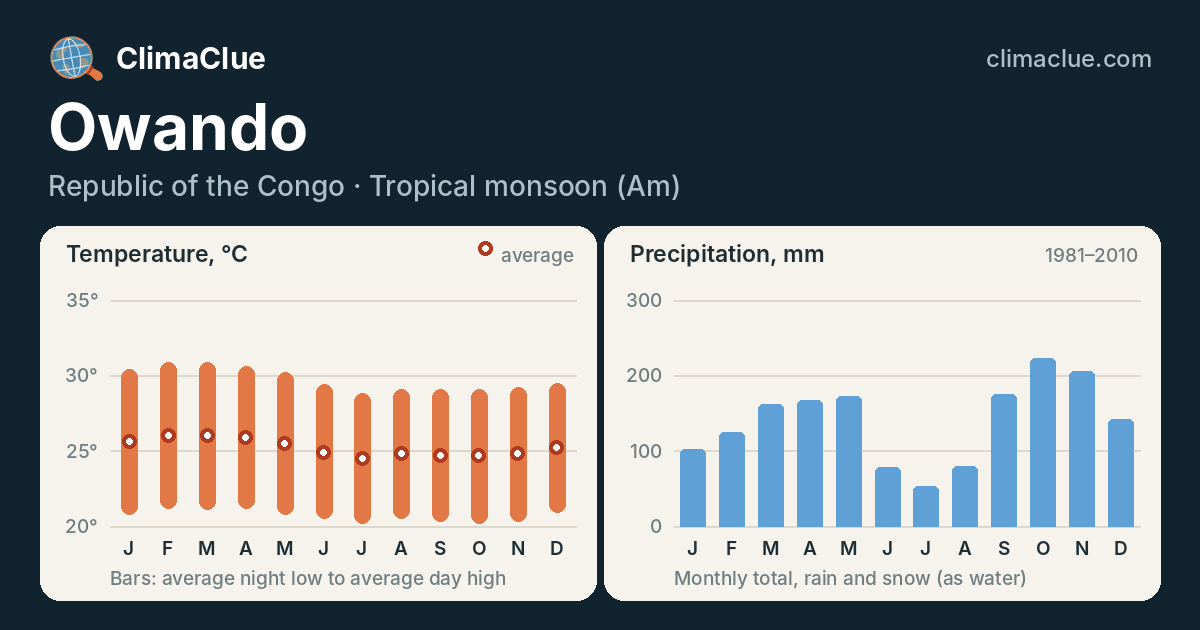 ClimaClue
climaclue.com
Owando
Republic of the Congo · Tropical monsoon (Am)
Temperature, °C
average
35°
30°
25°
20°
J F M A M J J A S O N D
Bars: average night low to average day high
Precipitation, mm
1981–2010
300
200
100
0
J F M A M J J A S O N D
Monthly total, rain and snow (as water)